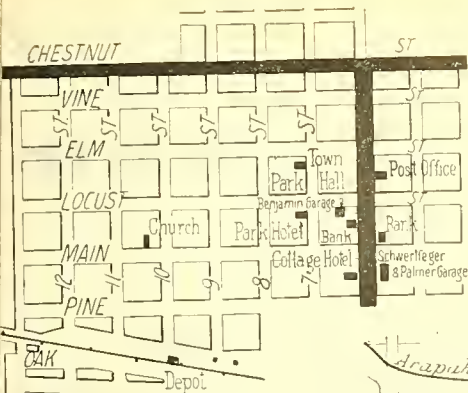 CHESTNUT ST
VINE ST
ST ST ST ST ST ST
ELM ST
Town Hall
Park
Post Office
LOCUST ST
Benjamin Garage
Church
Park Hotel
Bank
Bank
MAIN
Cottage Hotel
Schwertfeger & Palmer Garage
12 11 10 9 8 7
PINE
OAK
Depot
Arapah